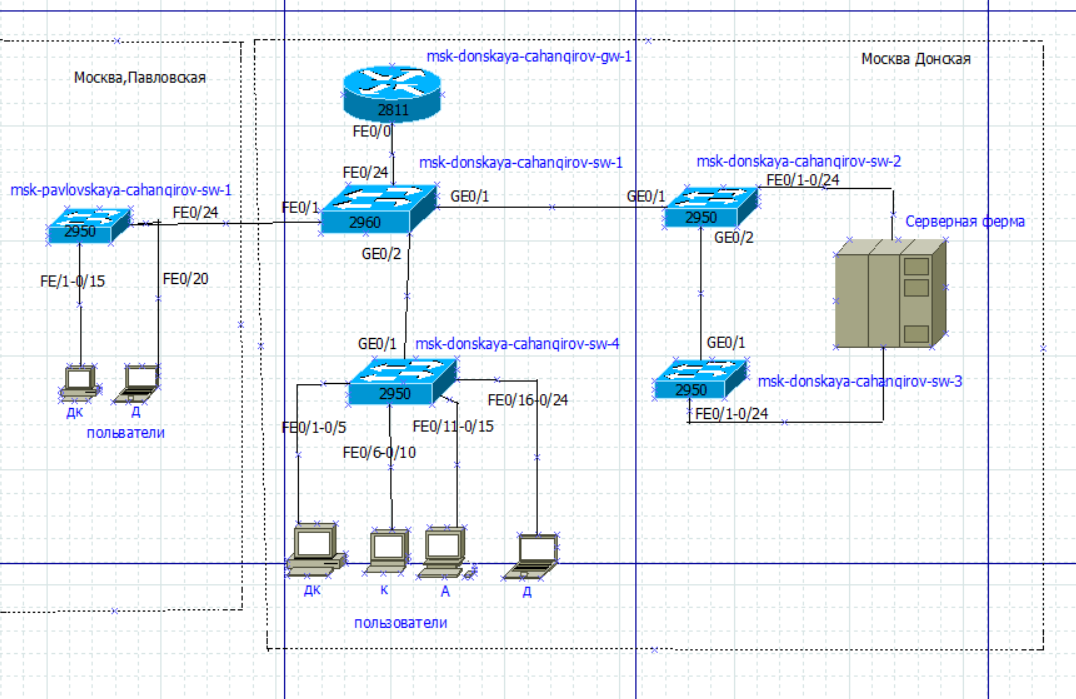 msk-donskaya-cahanqirov-gw-1
Москва Донская
Москва,Павловская
2811
FE0/0
msk-donskaya-cahanqirov-sw-1
msk-donskaya-cahanqirov-sw-2
FE0/24
FE0/1-0/24
msk-pavlovskaya-cahanqirov-sw-1
GE0/1
GE0/1
FE0/24
FE0/1
2960
2950
Серверная ферма
2950
GE0/2
GE0/2
FE/1-0/15
FE0/20
GE0/1
msk-donskaya-cahanqirov-sw-4
GE0/1
2950
2950
msk-donskaya-cahanqirov-sw-3
FE0/16-0/24
FE0/1-0/24
ДК
Д
FE0/1-0/5
FE0/11-0/15
пользватели
FE0/6-0/10
ДК
К
А
Д
пользователи